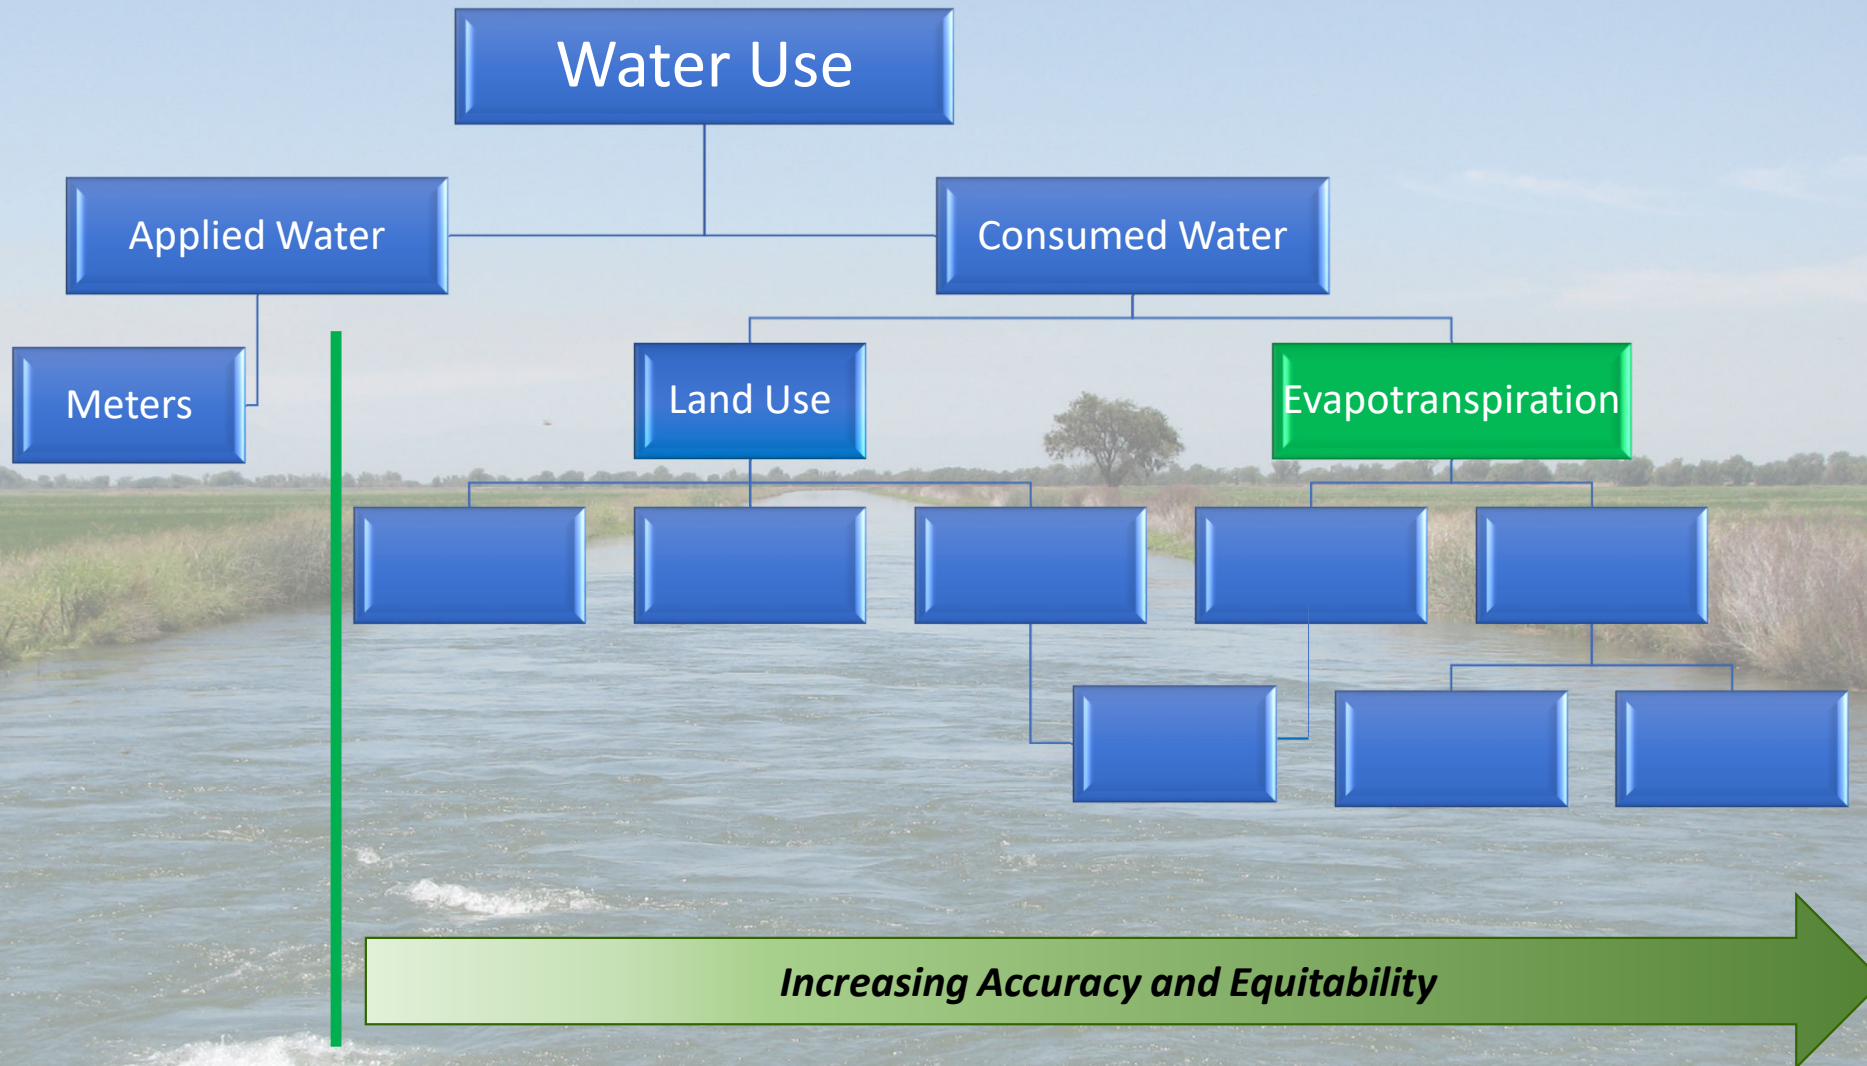 Water Use
Applied Water
Consumed Water
Meters
Land Use
Evapotranspiration
Increasing Accuracy and Equitability